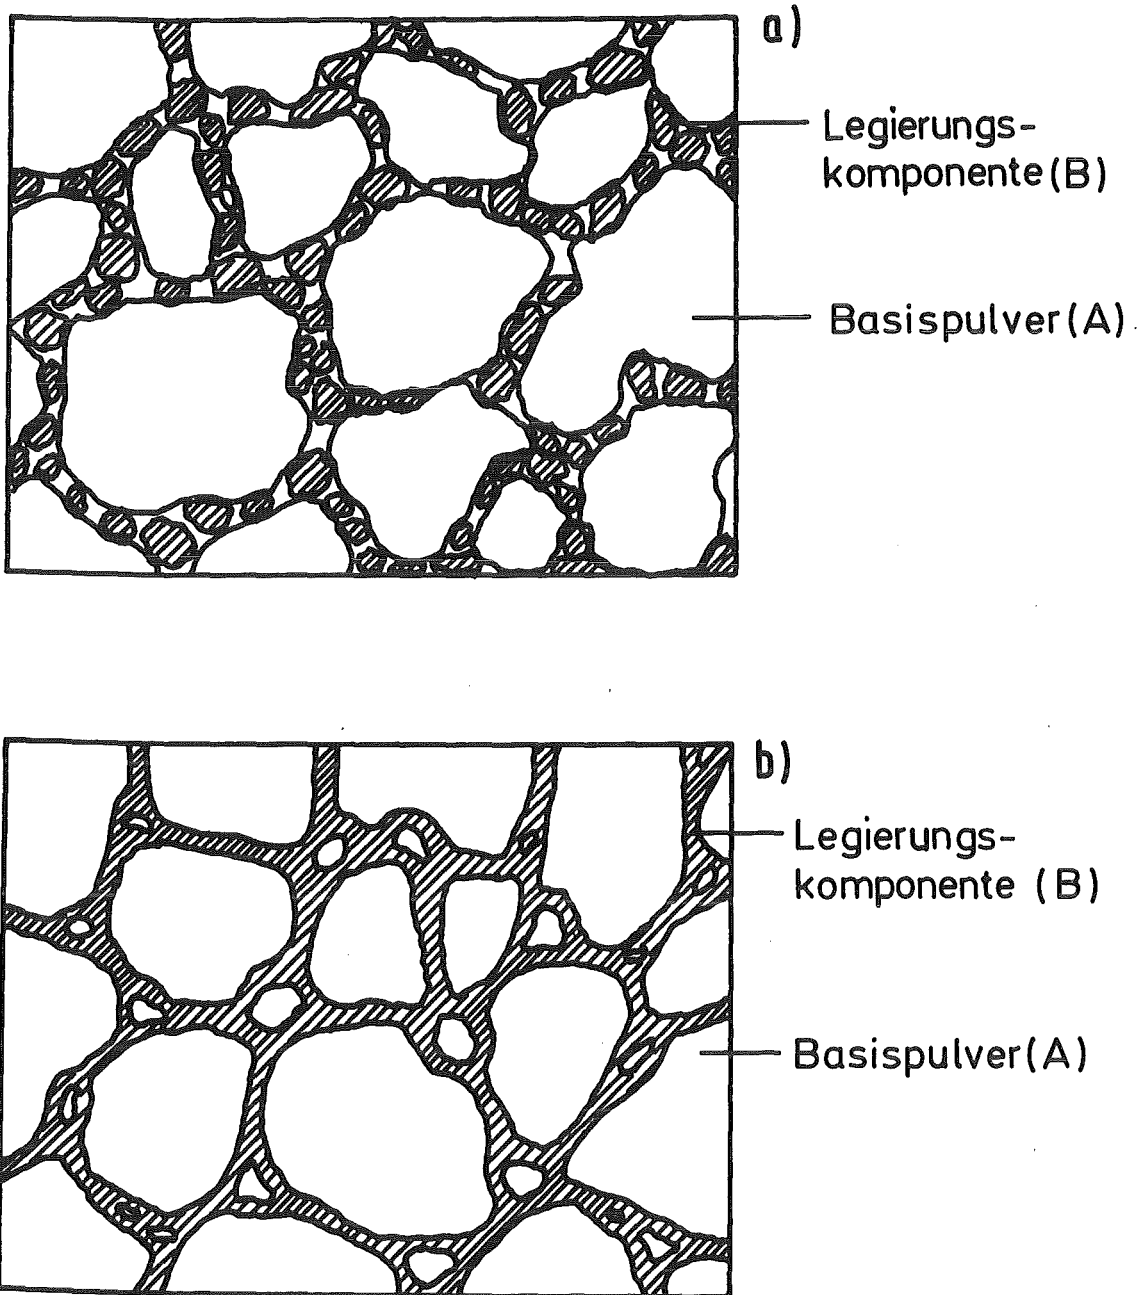 a)
Legierungs-
komponente(B)
Basispulver(A)
b)
Legierungs-
komponente (B)
Basispulver(A)